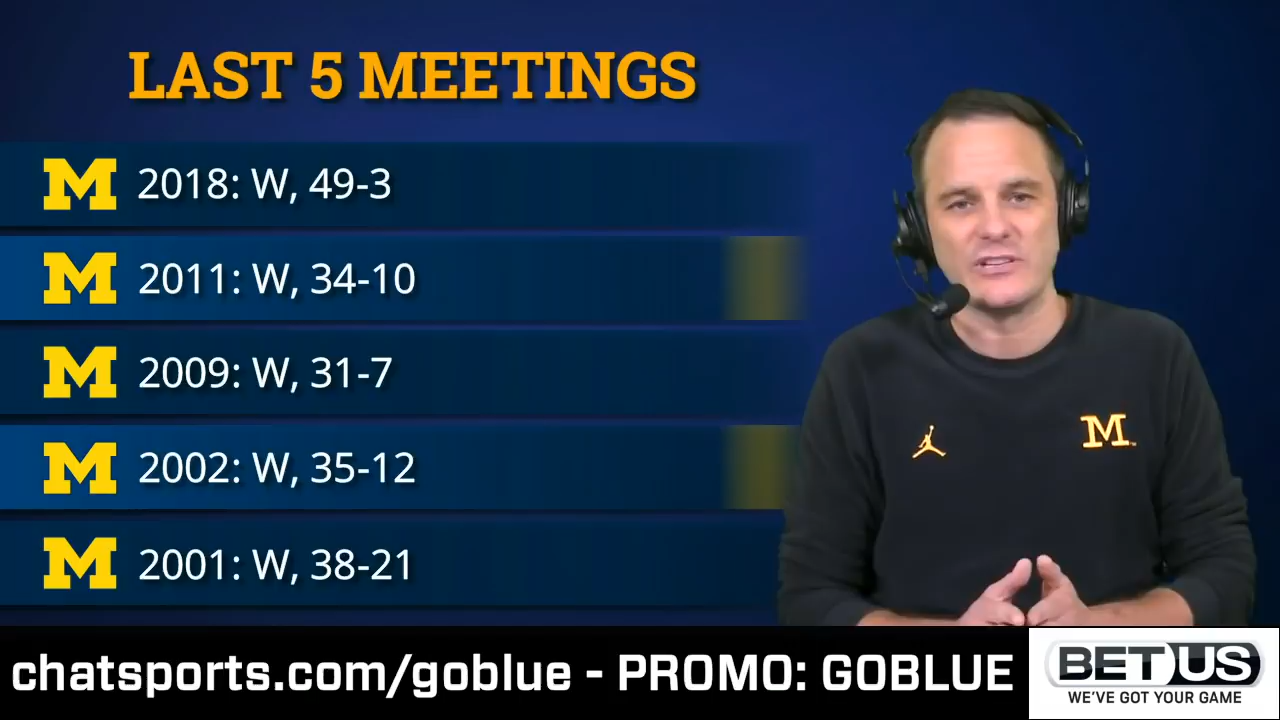 LAST 5 MEETINGS
M 2018: W, 49-3
M 2011: W, 34-10
M 2009: W, 31-7
M 2002: W, 35-12
M 2001: W, 38-21
M
chatsports.com/goblue - PROMO: GOBLUE
BETUS
WE'VE GOT YOUR GAME